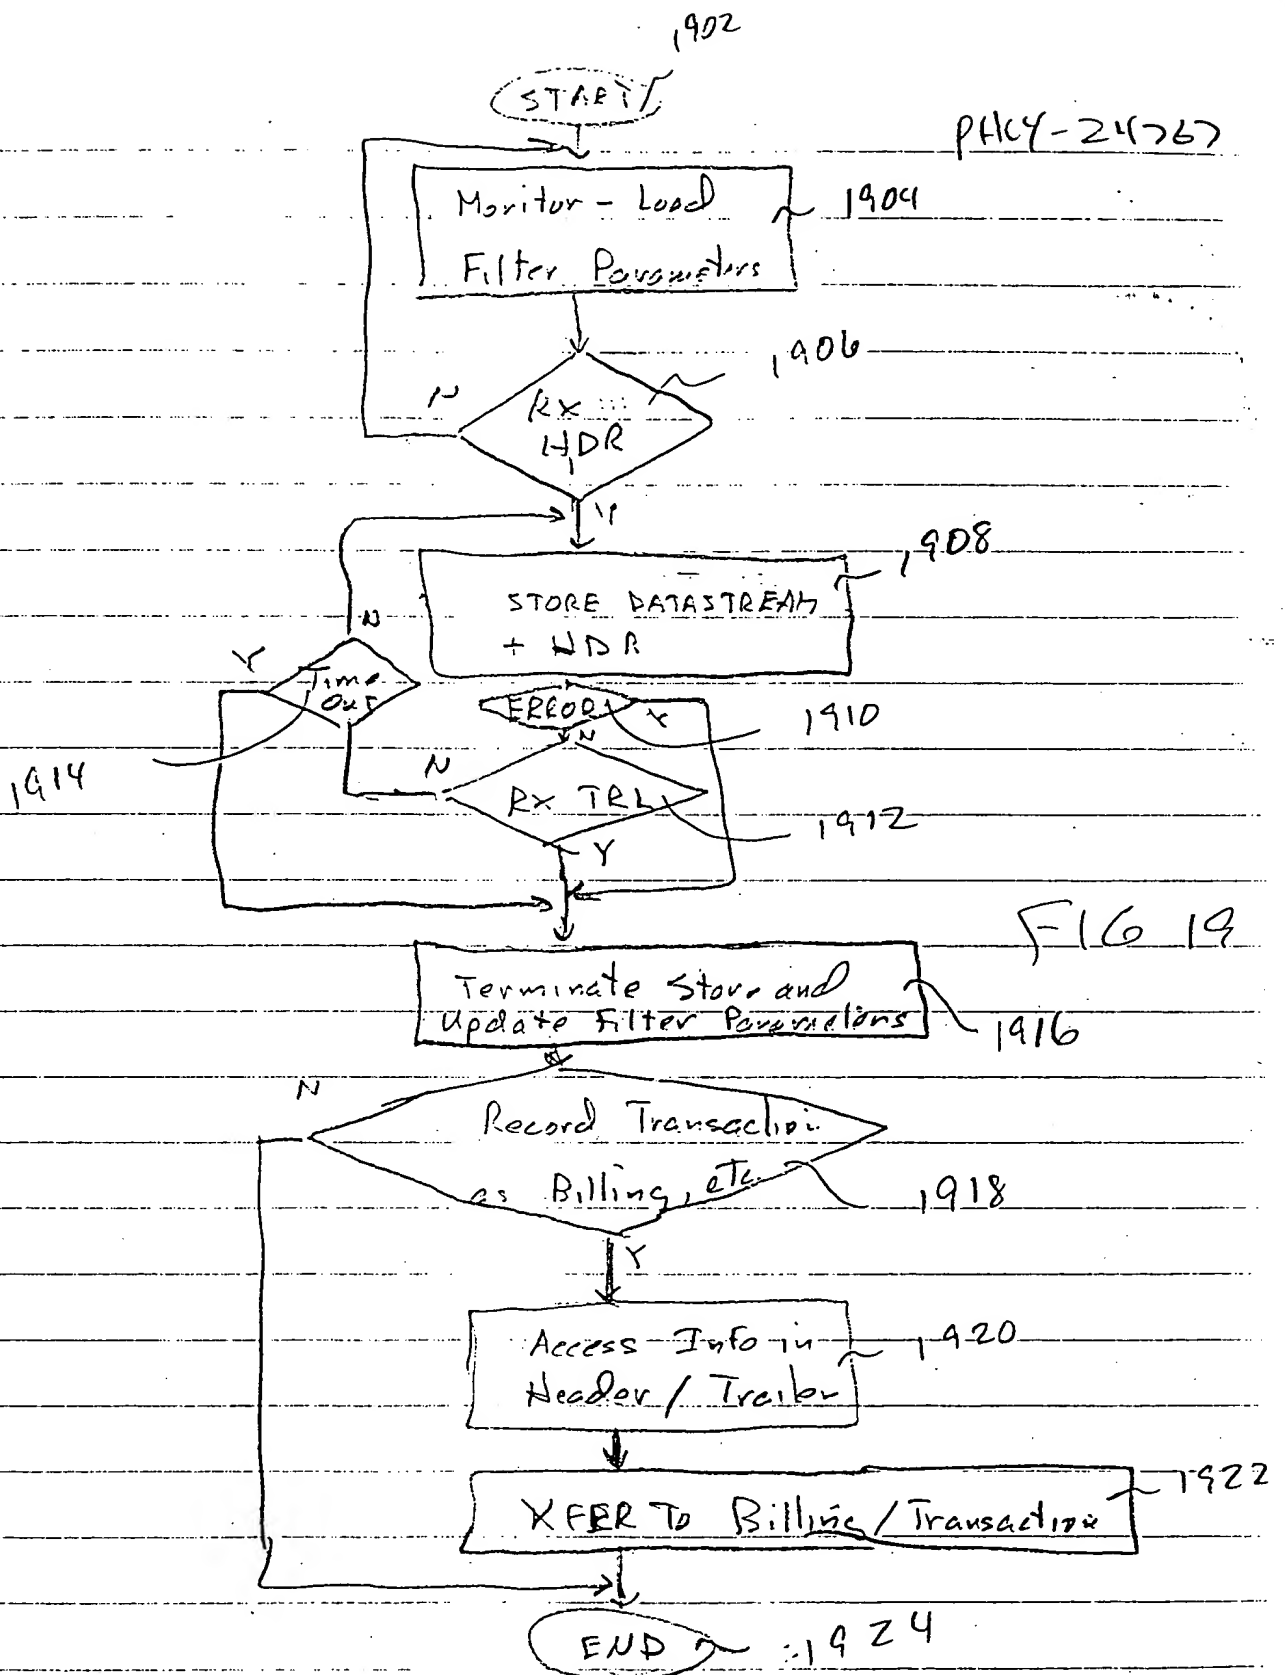 1902
START
PHLY-24767
Monitor - Load
Filter Parameters
1904
1906
N
RX
HDR
Y
1908
STORE DATASTREAM
+ HDR
N
Y
Time
Out
ERROR
Y
1910
N
1914
N
RX TRL
1912
Y
FIG 19
Terminate Store and
Update Filter Parameters
1916
N
Record Transaction
as Billing, etc.
1918
Y
Access Info in
Header / Trailer
1920
XFER TO Billing / Transaction
1922
END
1924